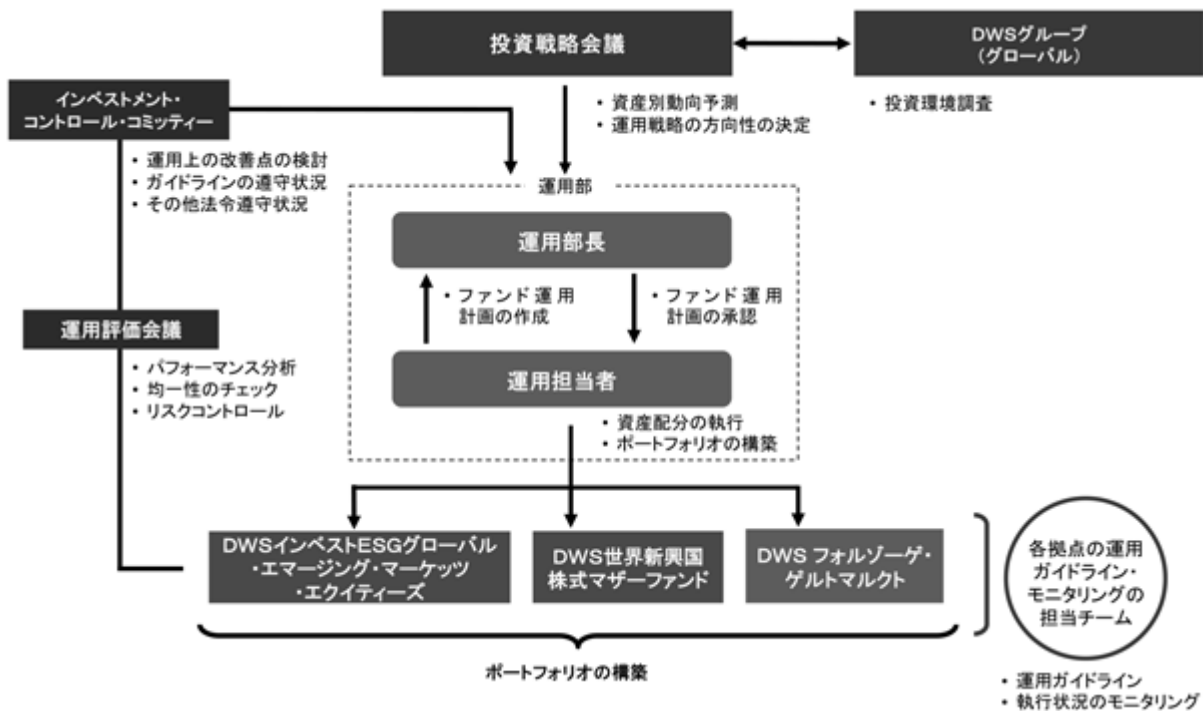 投資戦略会議
DWSグループ
(グローバル)
・ 資産別動向予測
・ 運用戦略の方向性の決定
・ 投資環境調査
インベストメント・
コントロール・コミッティー
・ 運用上の改善点の検討
・ ガイドラインの遵守状況
・ その他法令遵守状況
運用部
運用部長
・ ファンド運用
計画の作成
・ ファンド運用
計画の承認
運用担当者
・ 資産配分の執行
・ ポートフォリオの構築
運用評価会議
・ パフォーマンス分析
・ 均一性のチェック
・ リスクコントロール
DWSインベストESGグローバル
・エマージング・マーケッツ
・エクイティーズ
DWS世界新興国
株式マザーファンド
DWS フォルゾーゲ・
ゲルトマルクト
各拠点の運用
ガイドライン・
モニタリングの
担当チーム
・ 運用ガイドライン
・ 執行状況のモニタリング
ポートフォリオの構築